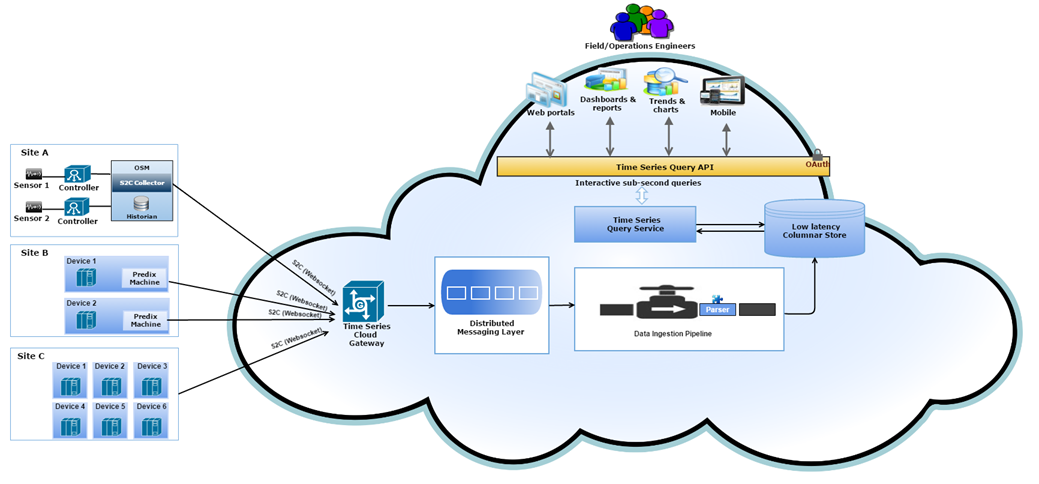 Field/Operations Engineers
Web portals
Dashboards &
reports
Trends &
charts
Mobile
OAuth
Time Series Query API
Interactive sub-second queries
Time Series
Query Service
Low latency
Columnar Store
Site A
Sensor 1
Controller
Sensor 2
Controller
OSM
S2C Collector
Historian
Site B
Device 1
Predix
Machine
Device 2
Predix
Machine
Site C
Device 1
Device 2
Device 3
Device 4
Device 5
Device 6
S2C (Websocket)
S2C (Websocket)
S2C (Websocket)
S2C (Websocket)
Time Series
Cloud
Gateway
Distributed
Messaging Layer
Parser
Data Ingestion Pipeline